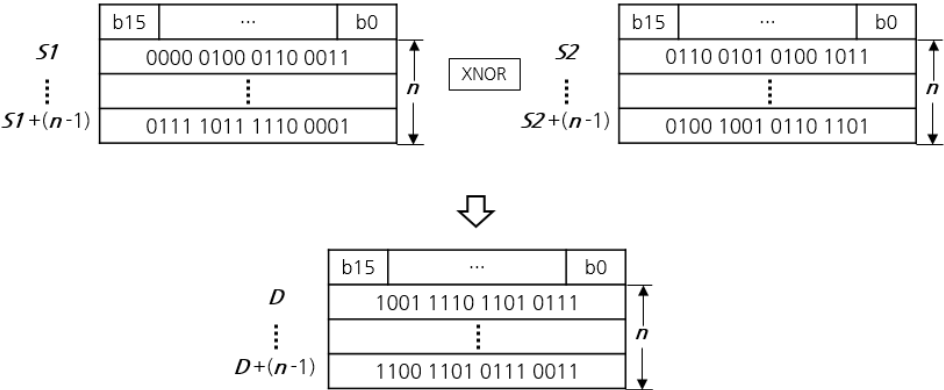 b15 ... b0 b15 ... b0
S1 0000 0100 0110 0011 n XNOR S2 0110 0101 0100 1011 n
S1+(n-1) 0111 1011 1110 0001 S2+(n-1) 0100 1001 0110 1101
b15 ... b0
D 1001 1110 1101 0111 n
D+(n-1) 1100 1101 0111 0011